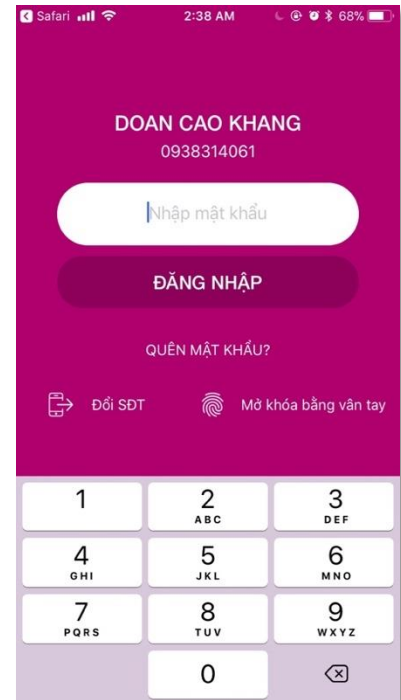 Safari 2:38 AM 68%
DOAN CAO KHANG
0938314061
Nhập mật khẩu
ĐĂNG NHẬP
QUÊN MẬT KHẨU?
Đổi SĐT Mở khóa bằng vân tay
1 2 3
ABC DEF
4 5 6
GHI JKL MNO
7 8 9
PQRS TUV WXYZ
0